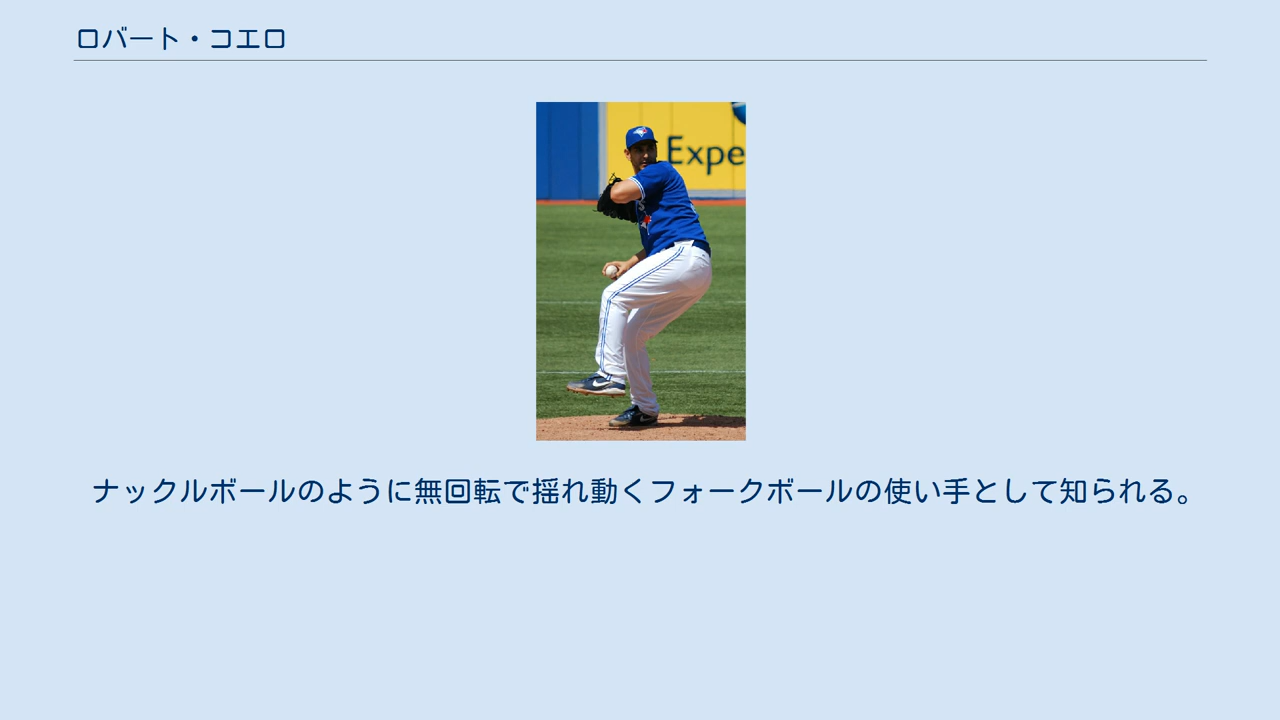 ロバート・コエロ
Expe
ナックルボールのように無回転で揺れ動くフォークボールの使い手として知られる。